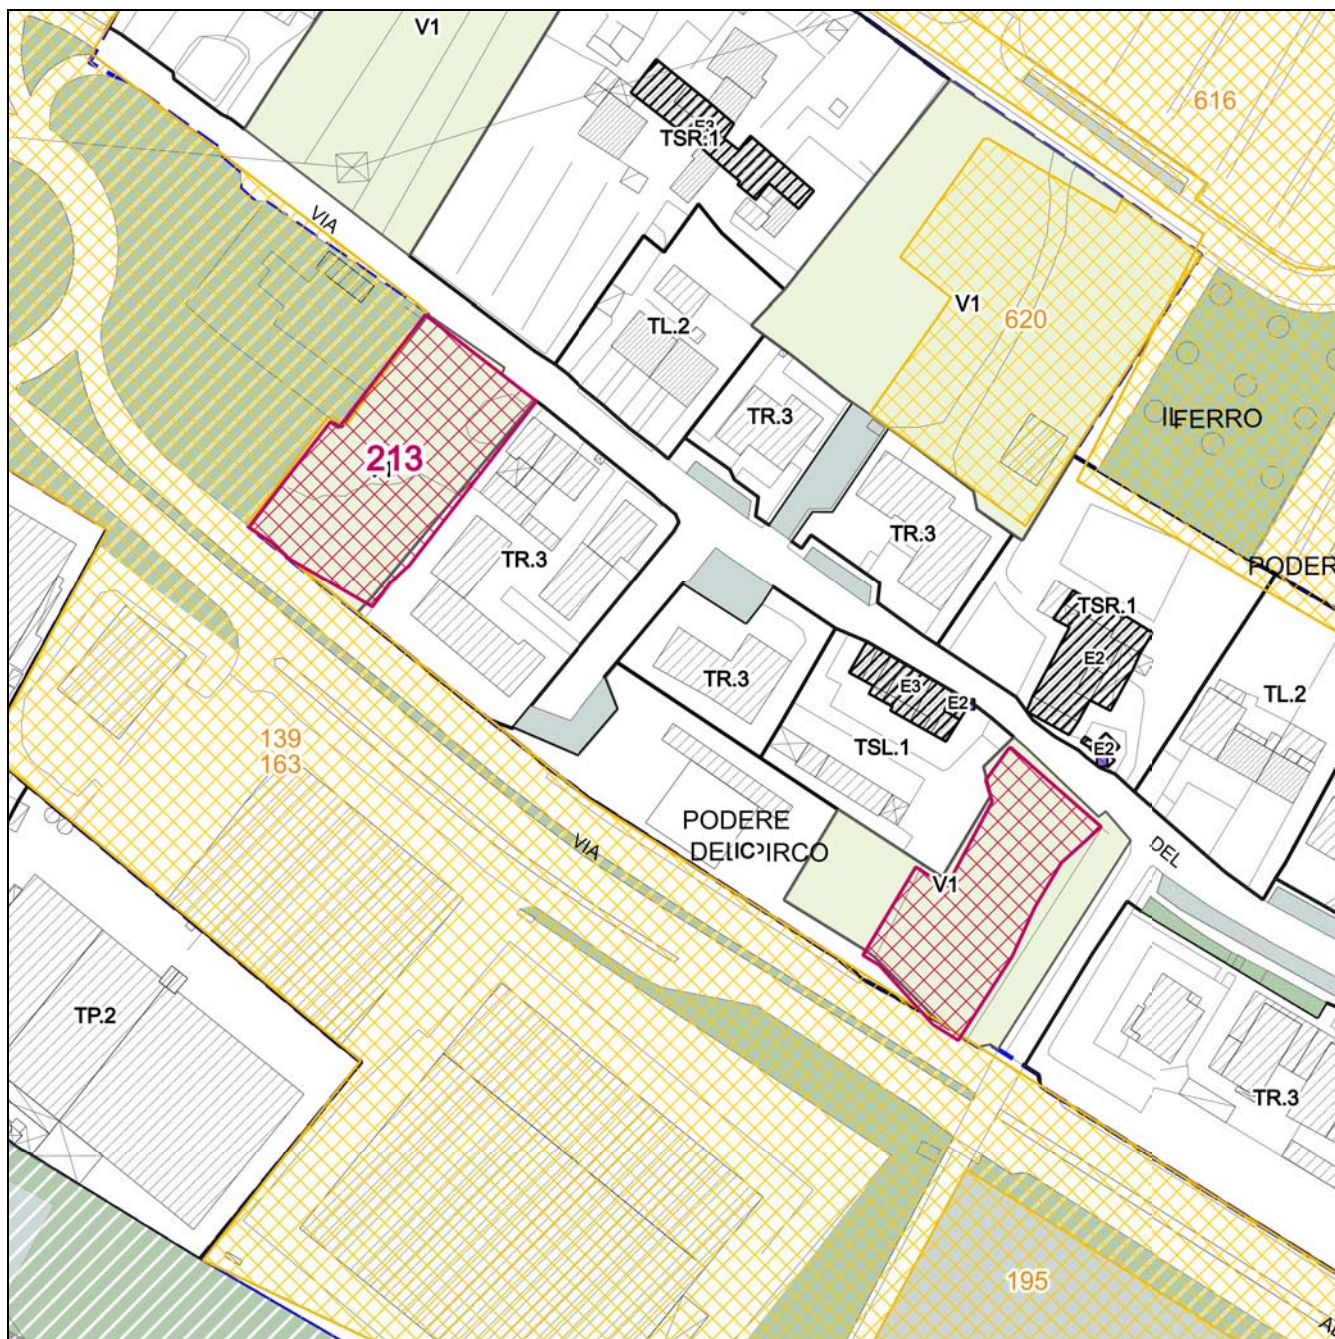 V1
616
E3
TSR.1
VIA
TL.2
V1
620
TR.3
IL FERRO
213
TR.3
TR.3
PODER
TSR.1
E2
TR.3
E3
E2
TL.2
TSL.1
E2
139
163
PODERE
VIA
DEL
V1
TP.2
TR.3
195